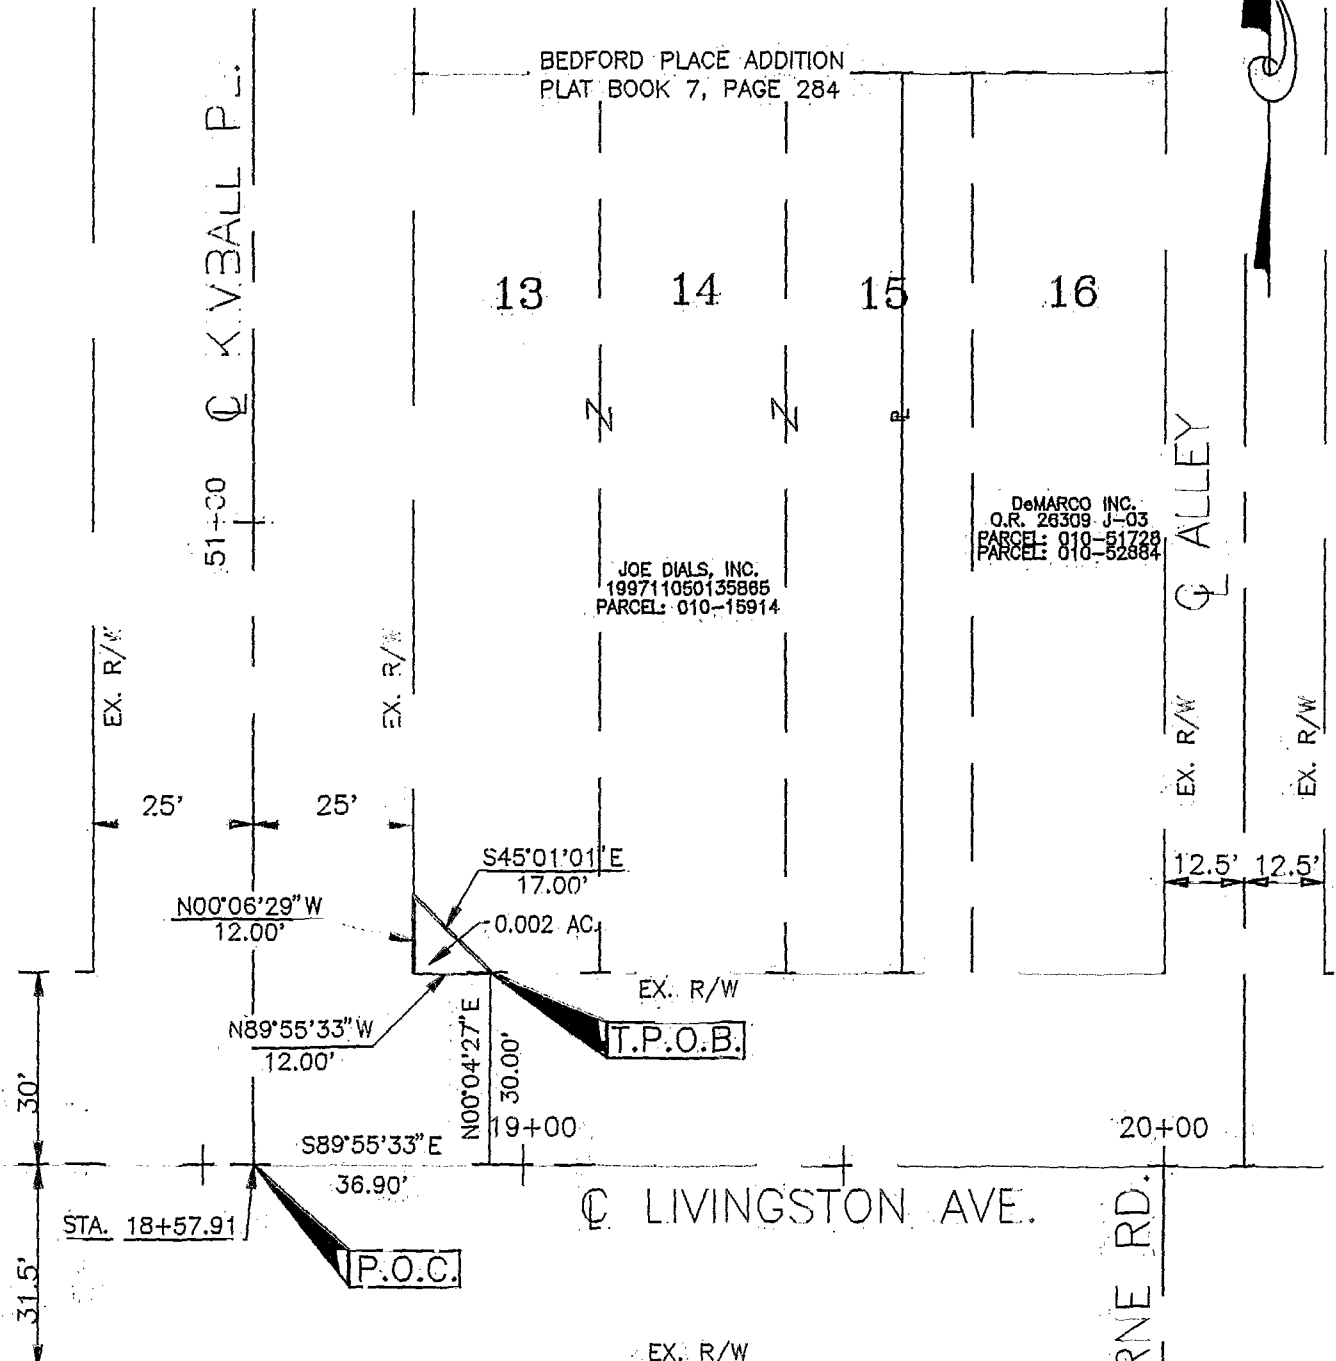 BEDFORD PLACE ADDITION
PLAT BOOK 7, PAGE 284
13
14
15
16
51+00
℄ ALLEY
DeMARCO INC.
O.R. 26309 J-03
PARCEL: 010-51728
PARCEL: 010-52884
JOE DIALS, INC.
199711050135865
PARCEL: 010-15914
EX. R/W
EX. R/W
EX. R/W
EX. R/W
25'
25'
12.5'
12.5'
S45°01'01"E
17.00'
N00°06'29"W
12.00'
0.002 AC.
EX. R/W
N89°55'33"W
12.00'
N00°04'27"E
30.00'
T.P.O.B.
30'
19+00
20+00
S89°55'33"E
36.90'
℄ LIVINGSTON AVE.
STA. 18+57.91
P.O.C.
31.5'
RNE RD.
EX. R/W